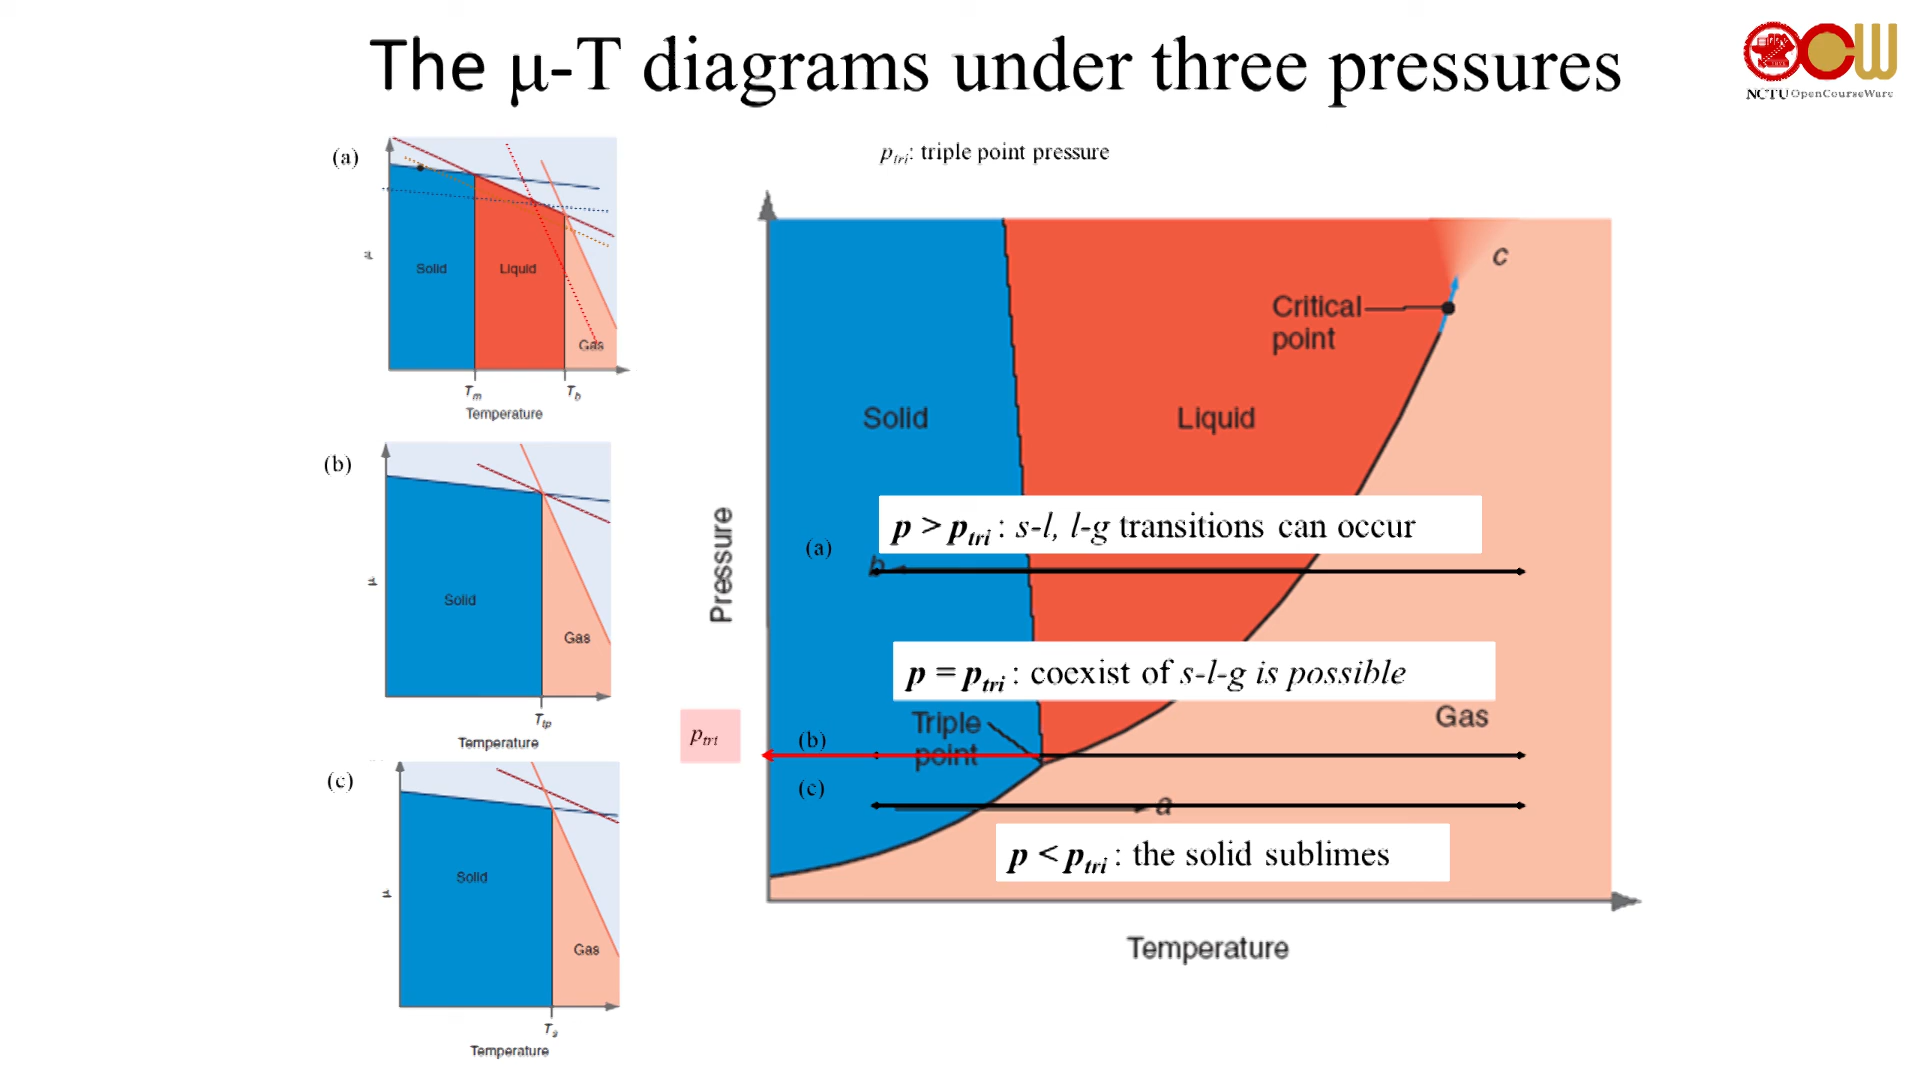 The μ-T diagrams under three pressures
NCTU OpenCourseWare
p_tri: triple point pressure
(a)
μ
Solid
Liquid
Gas
T_m
T_b
Temperature
(b)
μ
Solid
Gas
T_tp
Temperature
(c)
μ
Solid
Gas
T_s
Temperature
c
Critical
point
Solid
Liquid
Pressure
p > p_tri : s-l, l-g transitions can occur
(a)
b
p = p_tri : coexist of s-l-g is possible
Triple
point
Gas
p_tri
(b)
(c)
a
p < p_tri : the solid sublimes
Temperature